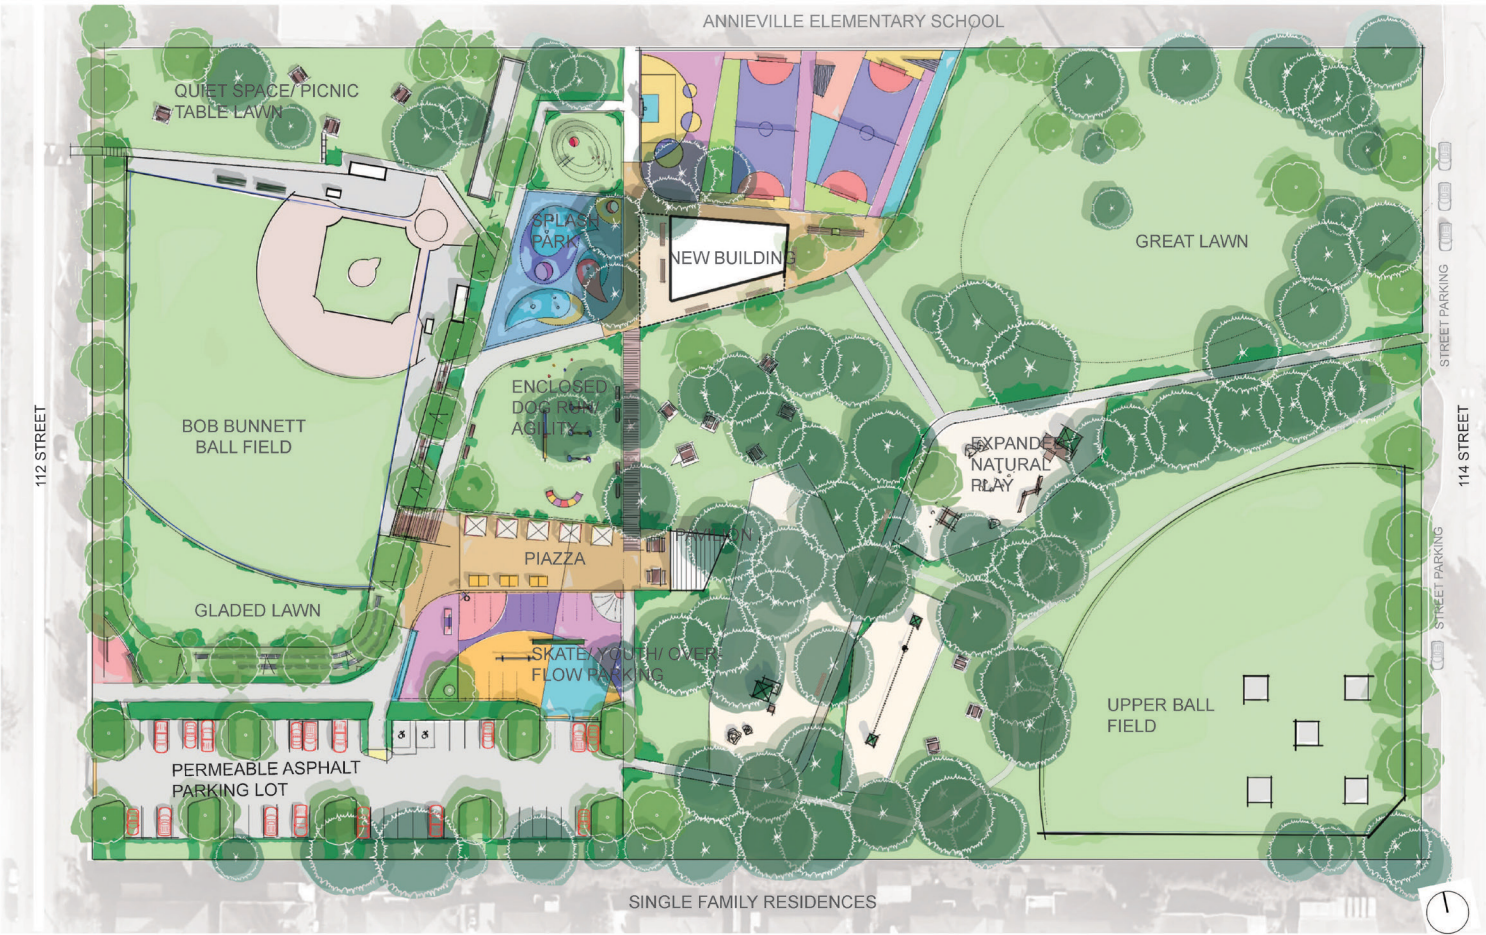 ANNIEVILLE ELEMENTARY SCHOOL
QUIET SPACE/ PICNIC
TABLE LAWN
SPLASH
PARK
NEW BUILDING
GREAT LAWN
STREET PARKING
ENCLOSED
DOG RUN/
AGILITY
BOB BUNNETT
BALL FIELD
112 STREET
114 STREET
EXPANDED
NATURAL
PLAY
PAVILION
PIAZZA
STREET PARKING
GLADED LAWN
SKATE/ YOUTH/ OVER-
FLOW PARKING
UPPER BALL
FIELD
PERMEABLE ASPHALT
PARKING LOT
SINGLE FAMILY RESIDENCES